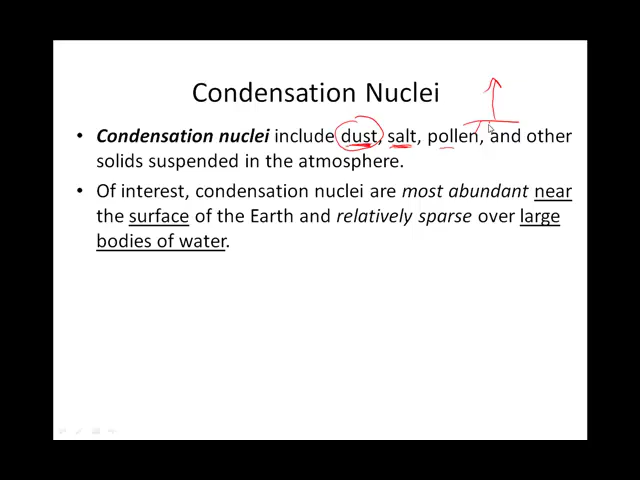 Condensation Nuclei
• Condensation nuclei include dust, salt, pollen, and other
solids suspended in the atmosphere.
• Of interest, condensation nuclei are most abundant near
the surface of the Earth and relatively sparse over large
bodies of water.